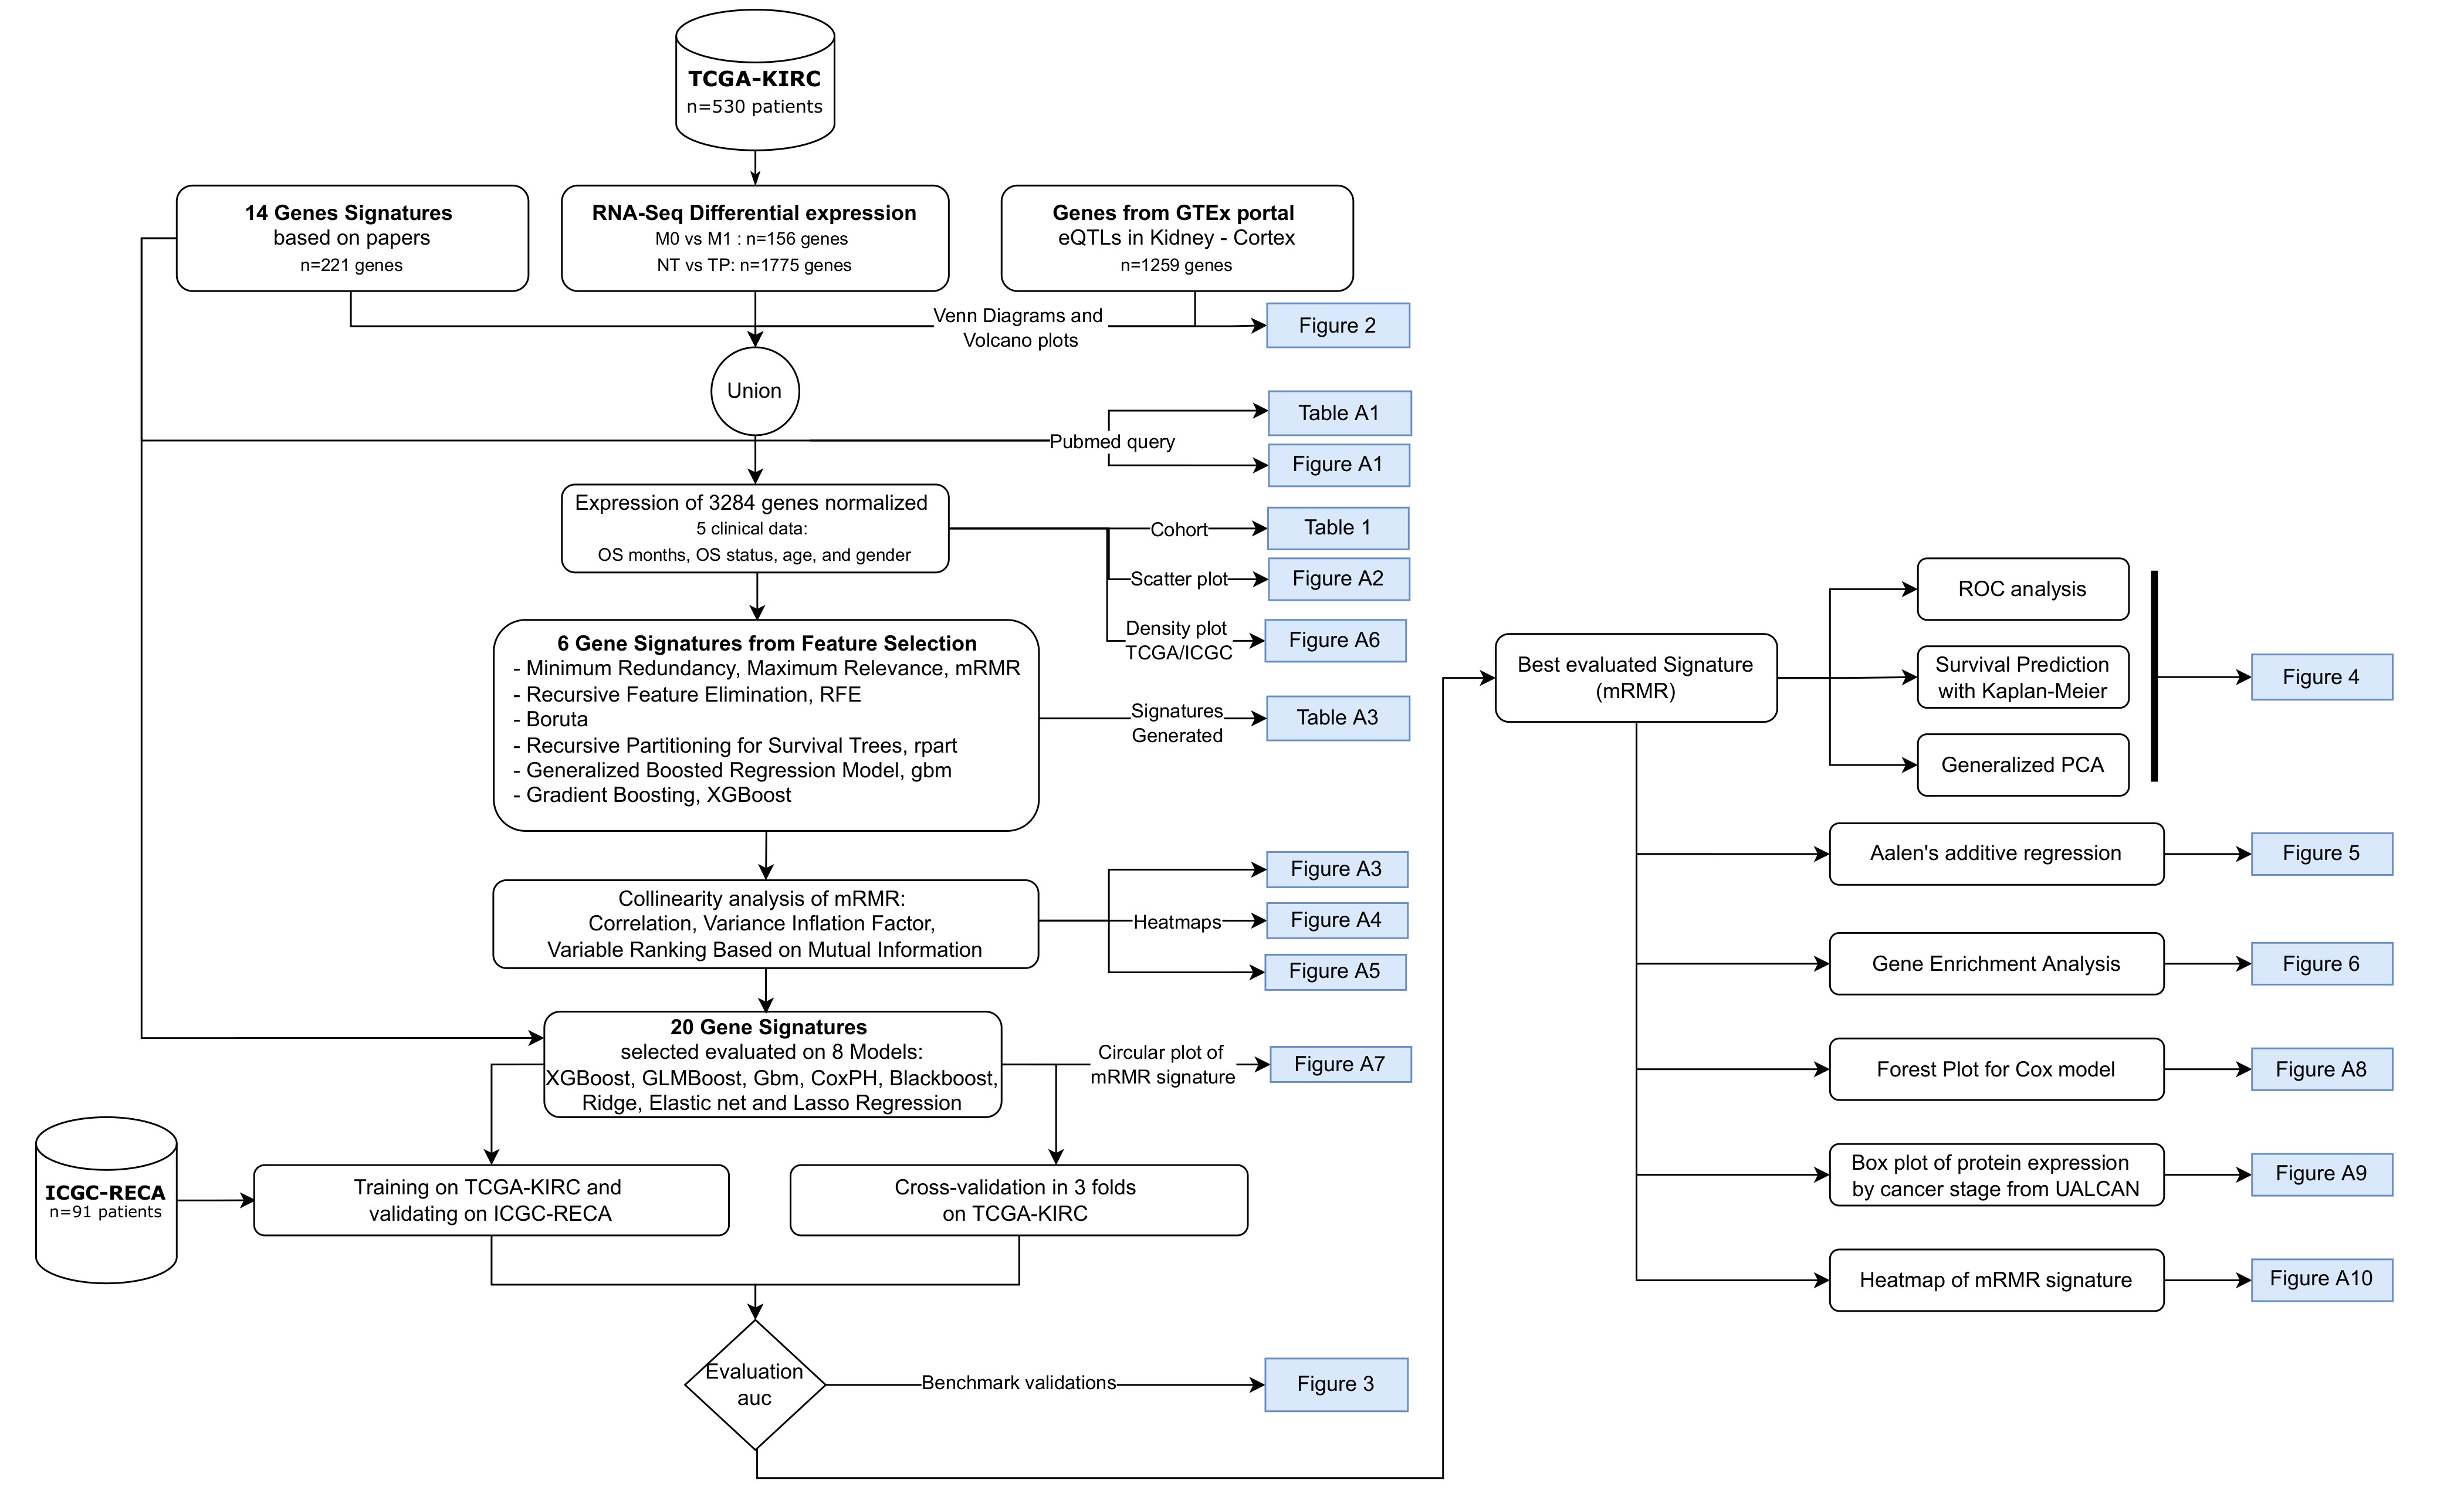 TCGA-KIRC
n=530 patients
14 Genes Signatures
based on papers
n=221 genes
RNA-Seq Differential expression
M0 vs M1 : n=156 genes
NT vs TP: n=1775 genes
Genes from GTEx portal
eQTLs in Kidney - Cortex
n=1259 genes
Venn Diagrams and
Volcano plots
Figure 2
Union
Pubmed query
Table A1
Figure A1
Expression of 3284 genes normalized
5 clinical data:
OS months, OS status, age, and gender
Cohort
Table 1
Scatter plot
Figure A2
Density plot
TCGA/ICGC
Figure A6
6 Gene Signatures from Feature Selection
- Minimum Redundancy, Maximum Relevance, mRMR
- Recursive Feature Elimination, RFE
- Boruta
- Recursive Partitioning for Survival Trees, rpart
- Generalized Boosted Regression Model, gbm
- Gradient Boosting, XGBoost
Signatures
Generated
Table A3
Collinearity analysis of mRMR:
Correlation, Variance Inflation Factor,
Variable Ranking Based on Mutual Information
Heatmaps
Figure A3
Figure A4
Figure A5
20 Gene Signatures
selected evaluated on 8 Models:
XGBoost, GLMBoost, Gbm, CoxPH, Blackboost,
Ridge, Elastic net and Lasso Regression
Circular plot of
mRMR signature
Figure A7
ICGC-RECA
n=91 patients
Training on TCGA-KIRC and
validating on ICGC-RECA
Cross-validation in 3 folds
on TCGA-KIRC
Evaluation
auc
Benchmark validations
Figure 3
Best evaluated Signature
(mRMR)
ROC analysis
Survival Prediction
with Kaplan-Meier
Generalized PCA
Figure 4
Aalen's additive regression
Figure 5
Gene Enrichment Analysis
Figure 6
Forest Plot for Cox model
Figure A8
Box plot of protein expression
by cancer stage from UALCAN
Figure A9
Heatmap of mRMR signature
Figure A10